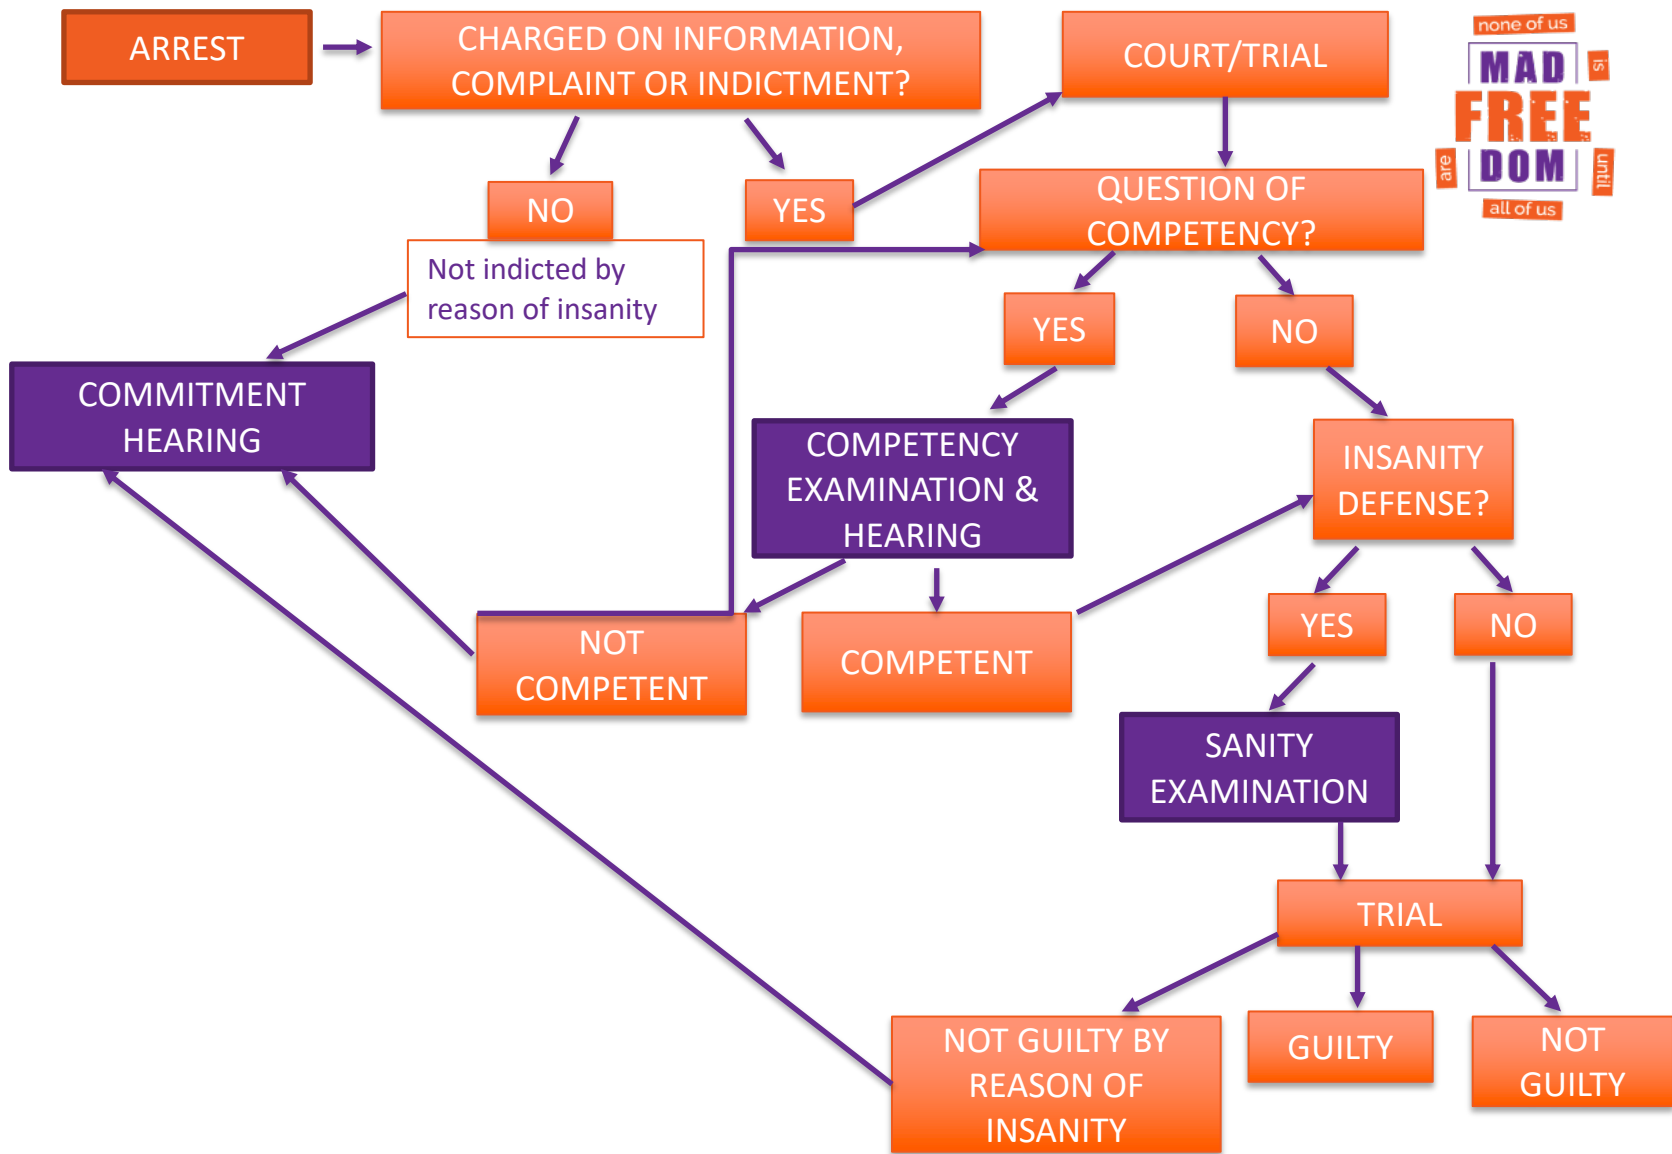 ARREST
CHARGED ON INFORMATION,
COMPLAINT OR INDICTMENT?
COURT/TRIAL
none of us
is
MAD
FREE
DOM
are
until
all of us
NO
YES
QUESTION OF
COMPETENCY?
Not indicted by
reason of insanity
YES
NO
COMMITMENT
HEARING
COMPETENCY
EXAMINATION &
HEARING
INSANITY
DEFENSE?
NOT
COMPETENT
COMPETENT
YES
NO
SANITY
EXAMINATION
TRIAL
NOT GUILTY BY
REASON OF
INSANITY
GUILTY
NOT
GUILTY